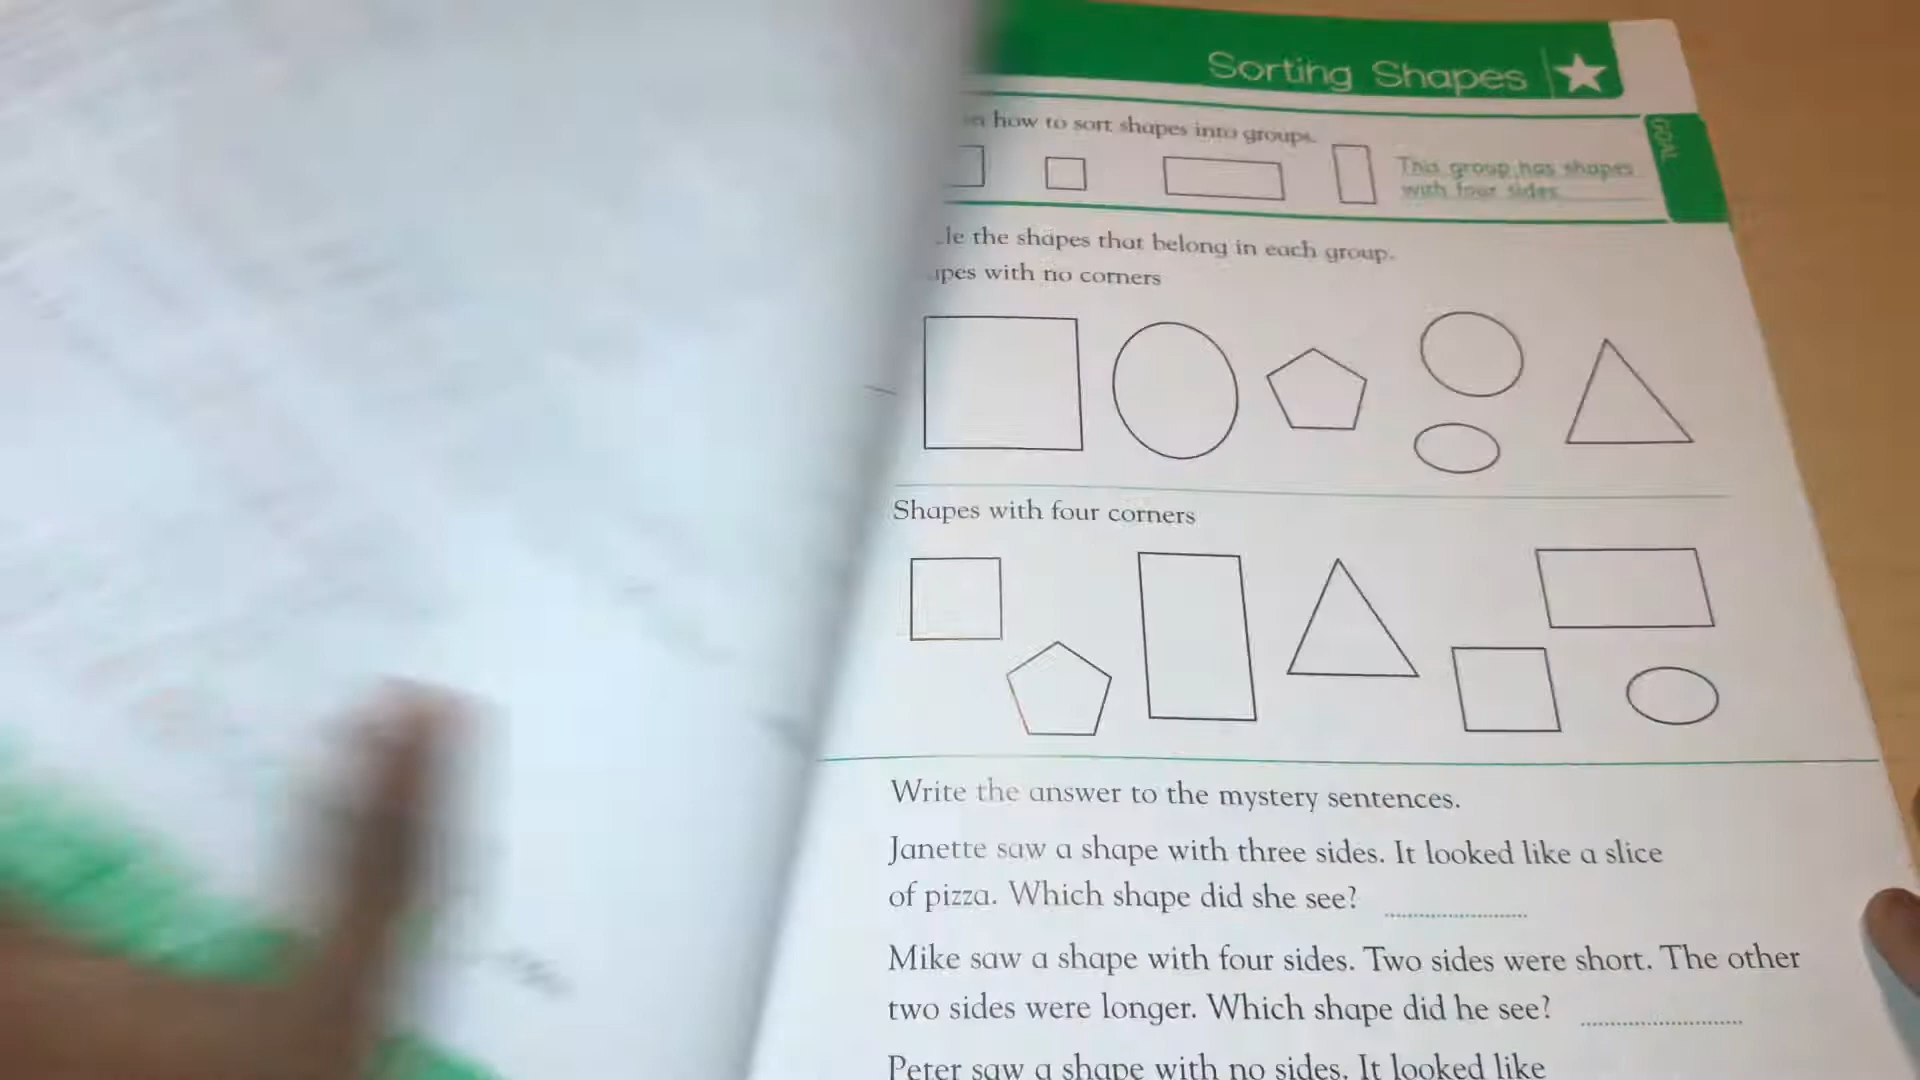 Sorting Shapes
GOAL
how to sort shapes into groups.
This group has shapes
with four sides.
the shapes that belong in each group.
with no corners
Shapes with four corners
Write the answer to the mystery sentences.
Janette saw a shape with three sides. It looked like a slice
of pizza. Which shape did she see?
Mike saw a shape with four sides. Two sides were short. The other
two sides were longer. Which shape did he see?
Peter saw a shape with no sides. It looked like